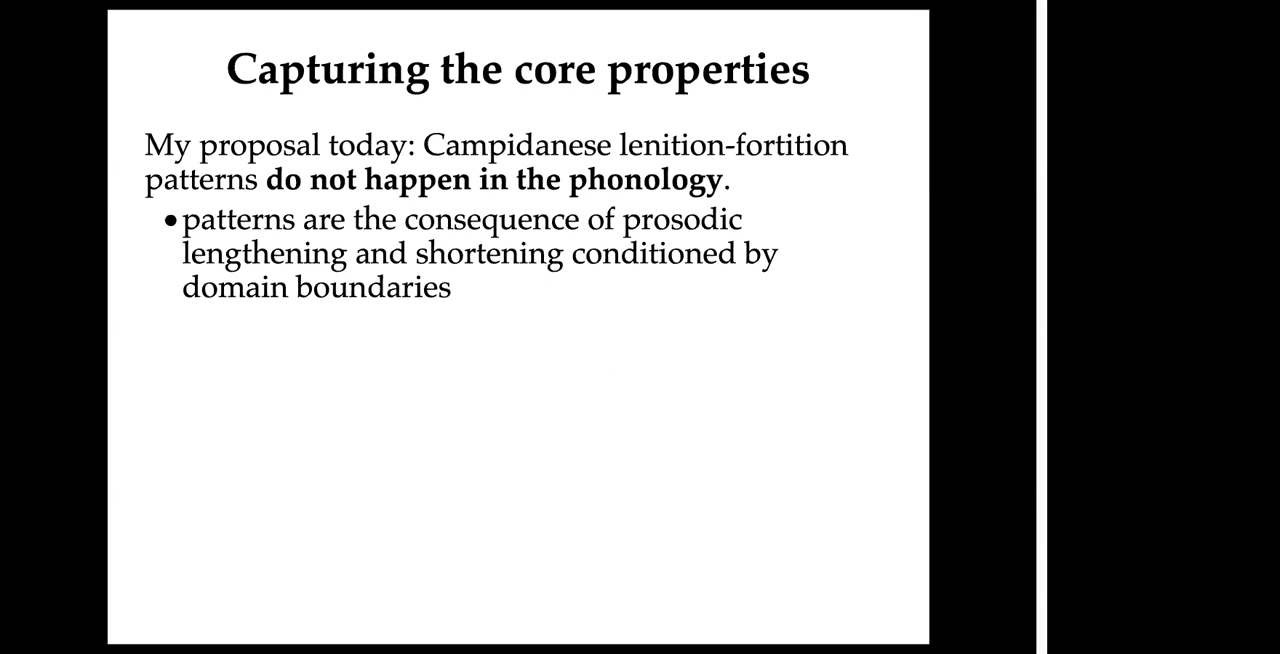 Capturing the core properties
My proposal today: Campidanese lenition-fortition
patterns do not happen in the phonology.
•patterns are the consequence of prosodic
lengthening and shortening conditioned by
domain boundaries